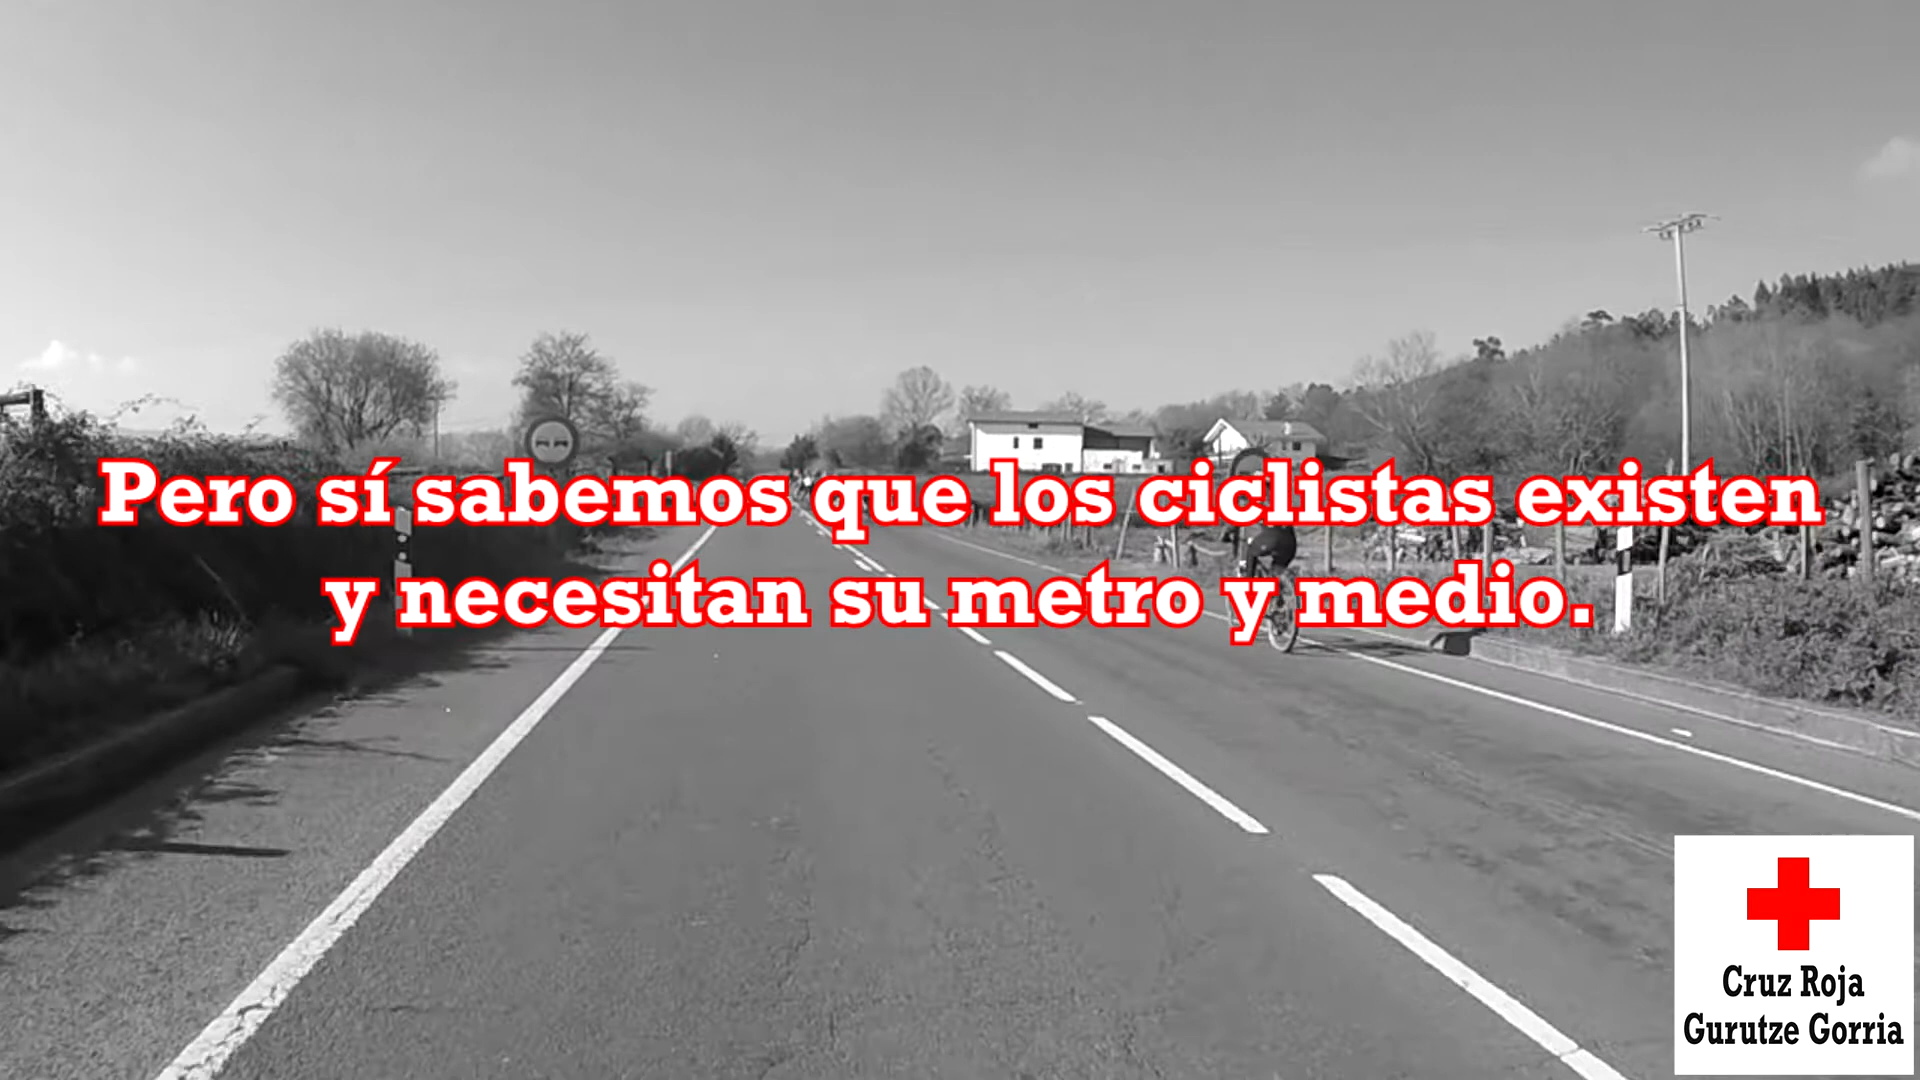 Pero sí sabemos que los ciclistas existen
y necesitan su metro y medio.
Cruz Roja
Gurutze Gorria